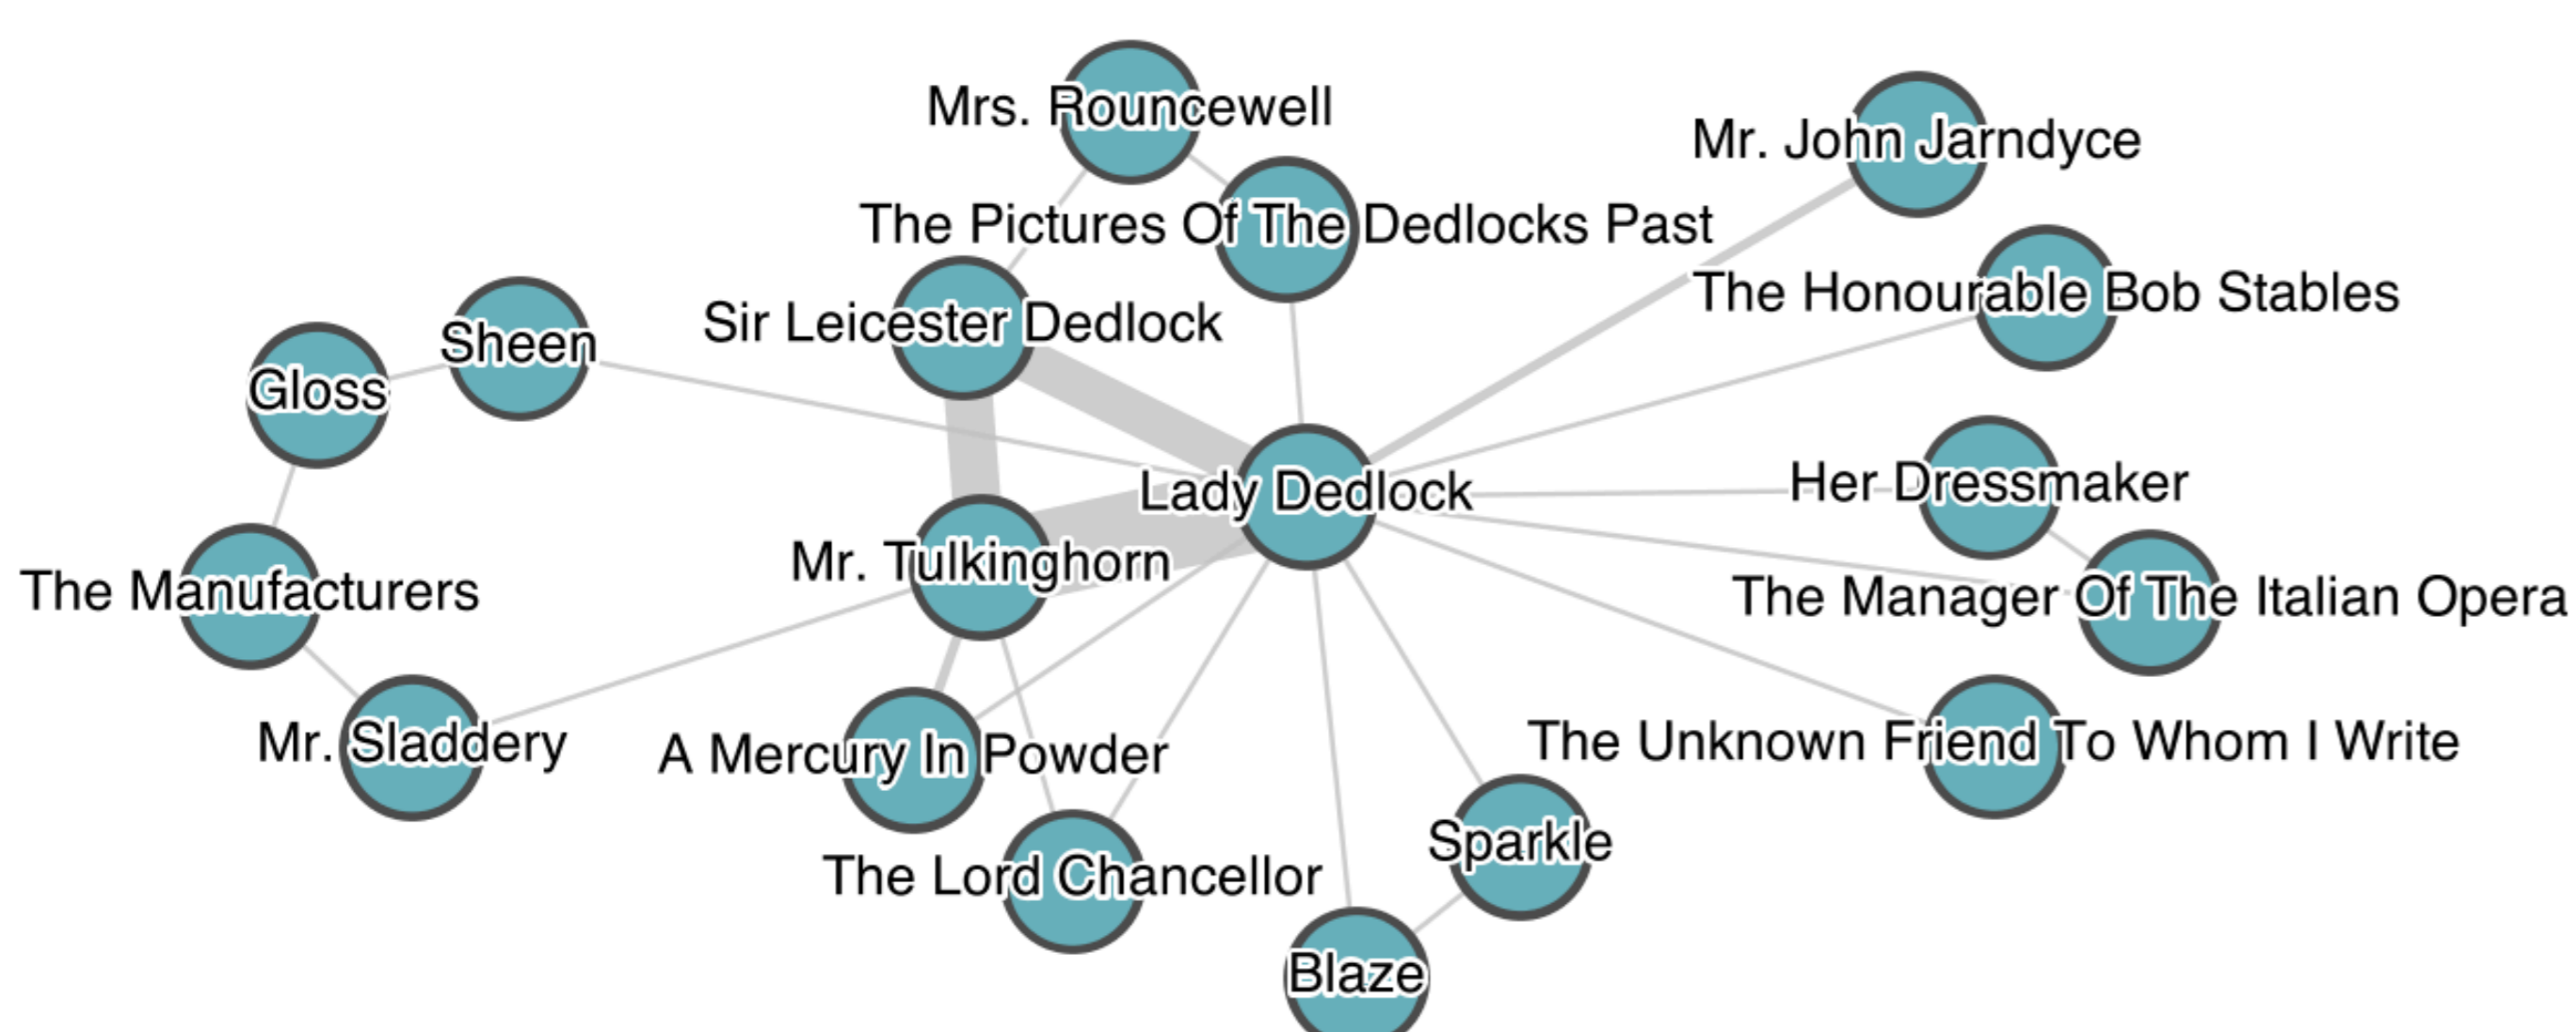 Mrs. Rouncewell
Mr. John Jarndyce
The Pictures Of The Dedlocks Past
The Honourable Bob Stables
Sir Leicester Dedlock
Sheen
Gloss
Her Dressmaker
Lady Dedlock
Mr. Tulkinghorn
The Manufacturers
The Manager Of The Italian Opera
The Unknown Friend To Whom I Write
Mr. Sladdery
A Mercury In Powder
Sparkle
The Lord Chancellor
Blaze